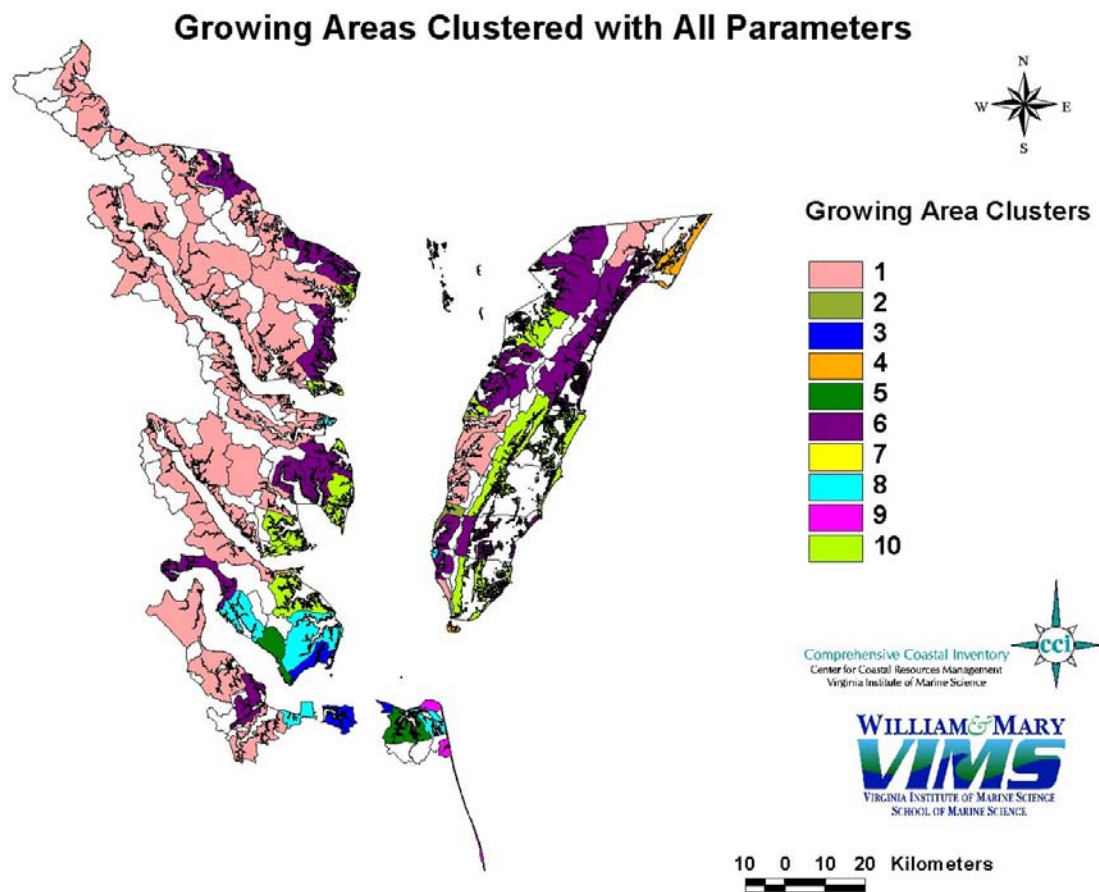 Growing Areas Clustered with All Parameters
N
W E
S
Growing Area Clusters
1
2
3
4
5
6
7
8
9
10
cci
Comprehensive Coastal Inventory
Center for Coastal Resources Management
Virginia Institute of Marine Science
WILLIAM & MARY
VIMS
VIRGINIA INSTITUTE OF MARINE SCIENCE
SCHOOL OF MARINE SCIENCE
10 0 10 20 Kilometers